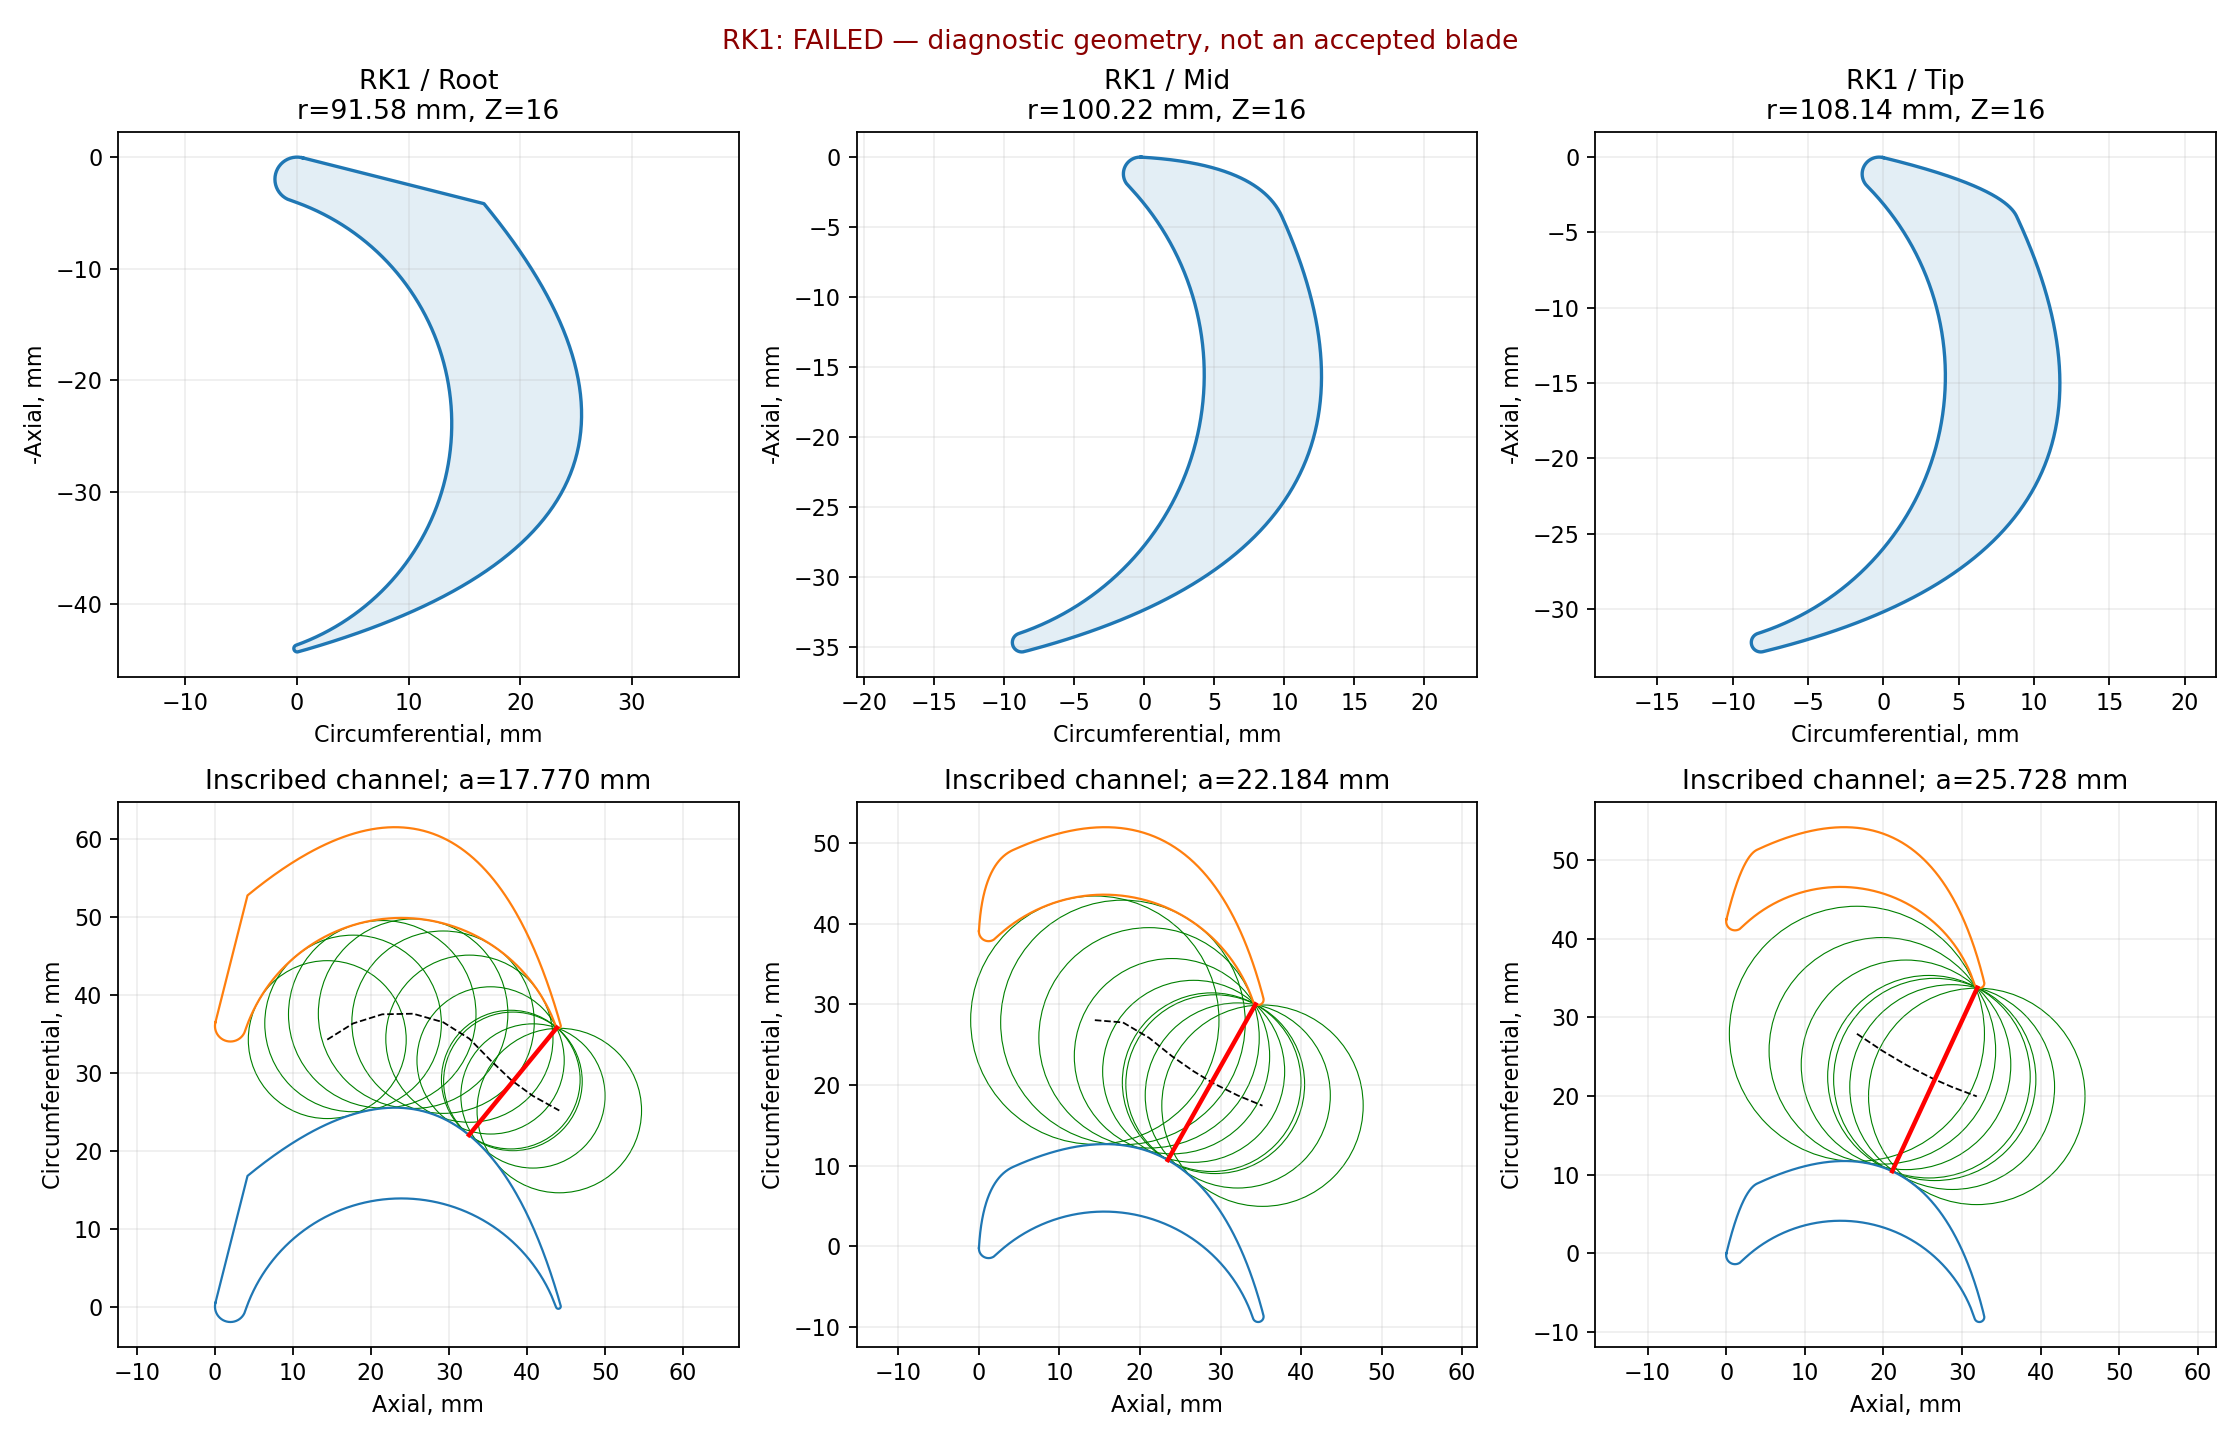 RK1: FAILED — diagnostic geometry, not an accepted blade
RK1 / Root
r=91.58 mm, Z=16
0
−10
−20
−30
−40
-Axial, mm
−10 0 10 20 30
Circumferential, mm
RK1 / Mid
r=100.22 mm, Z=16
0
−5
−10
−15
−20
−25
−30
−35
-Axial, mm
−20 −15 −10 −5 0 5 10 15 20
Circumferential, mm
RK1 / Tip
r=108.14 mm, Z=16
0
−5
−10
−15
−20
−25
−30
-Axial, mm
−15 −10 −5 0 5 10 15 20
Circumferential, mm
Inscribed channel; a=17.770 mm
60
50
40
30
20
10
0
Circumferential, mm
−10 0 10 20 30 40 50 60
Axial, mm
Inscribed channel; a=22.184 mm
50
40
30
20
10
0
−10
Circumferential, mm
−10 0 10 20 30 40 50 60
Axial, mm
Inscribed channel; a=25.728 mm
50
40
30
20
10
0
−10
Circumferential, mm
−10 0 10 20 30 40 50 60
Axial, mm